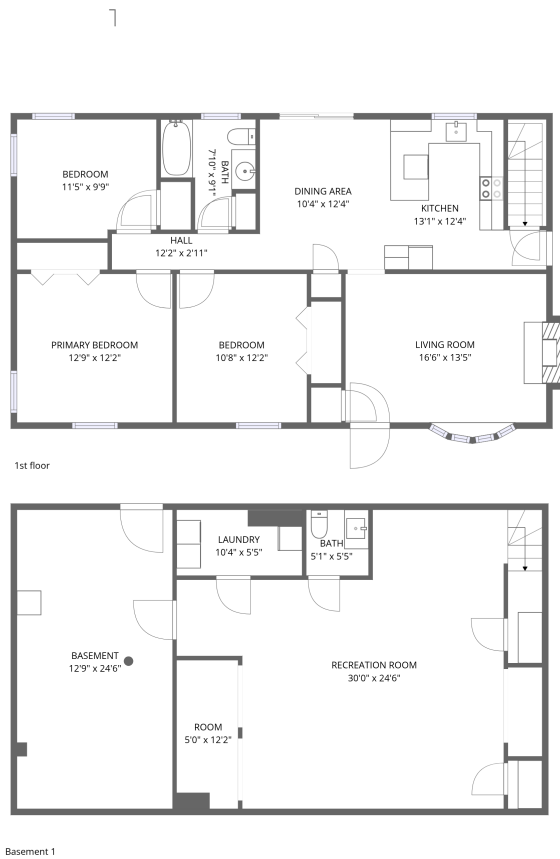 BEDROOM
11'5" x 9'9"
BATH
7'10" x 9'1"
DINING AREA
10'4" x 12'4"
KITCHEN
13'1" x 12'4"
HALL
12'2" x 2'11"
PRIMARY BEDROOM
12'9" x 12'2"
BEDROOM
10'8" x 12'2"
LIVING ROOM
16'6" x 13'5"
1st floor
LAUNDRY
10'4" x 5'5"
BATH
5'1" x 5'5"
BASEMENT
12'9" x 24'6"
RECREATION ROOM
30'0" x 24'6"
ROOM
5'0" x 12'2"
Basement 1